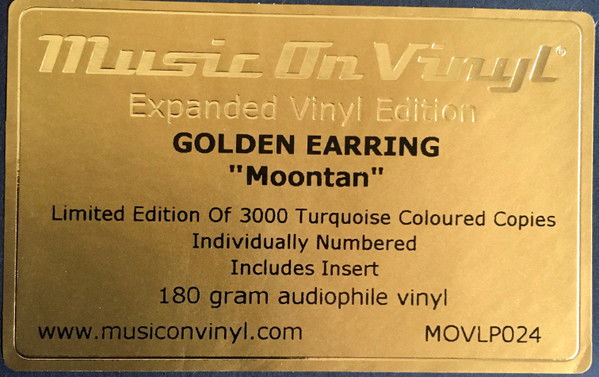 Music On Vinyl®
Expanded Vinyl Edition
GOLDEN EARRING
"Moontan"
Limited Edition Of 3000 Turquoise Coloured Copies
Individually Numbered
Includes Insert
180 gram audiophile vinyl
www.musiconvinyl.com MOVLP024